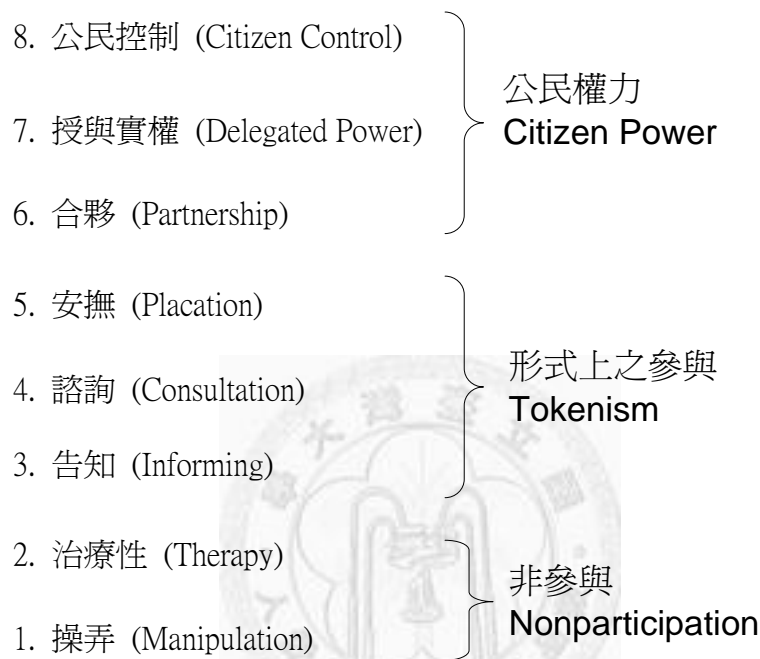 8. 公民控制 (Citizen Control)
7. 授與實權 (Delegated Power)
6. 合夥 (Partnership)
公民權力
Citizen Power
5. 安撫 (Placation)
4. 諮詢 (Consultation)
3. 告知 (Informing)
形式上之參與
Tokenism
2. 治療性 (Therapy)
1. 操弄 (Manipulation)
非參與
Nonparticipation